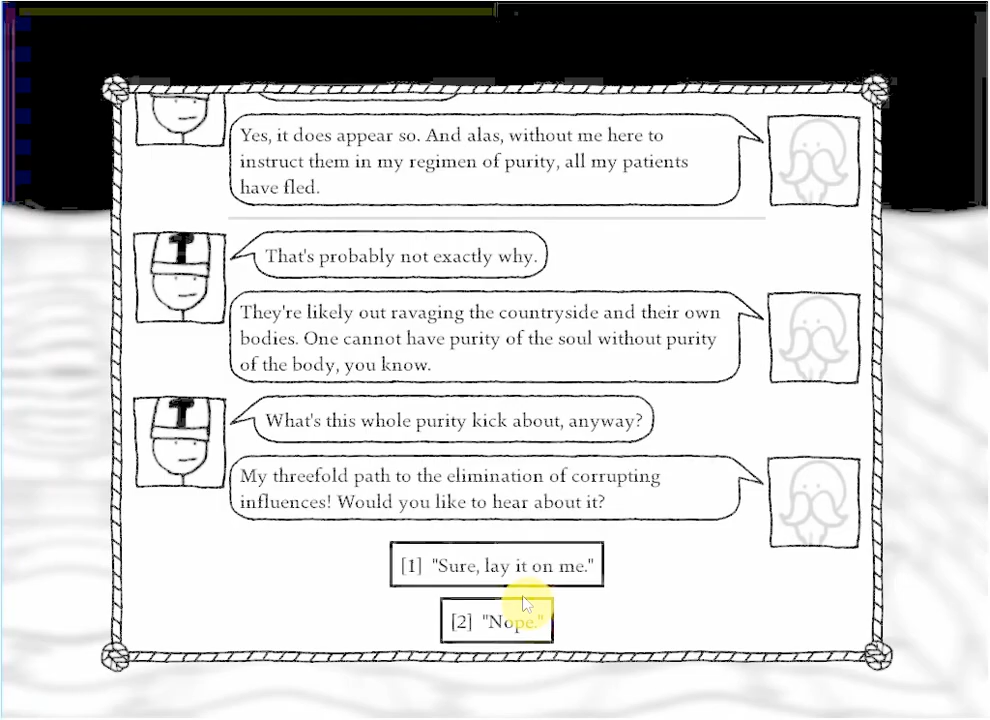 Yes, it does appear so. And alas, without me here to
instruct them in my regimen of purity, all my patients
have fled.
That's probably not exactly why.
They're likely out ravaging the countryside and their own
bodies. One cannot have purity of the soul without purity
of the body, you know.
What's this whole purity kick about, anyway?
My threefold path to the elimination of corrupting
influences! Would you like to hear about it?
[1] "Sure, lay it on me."
[2] "Nope."